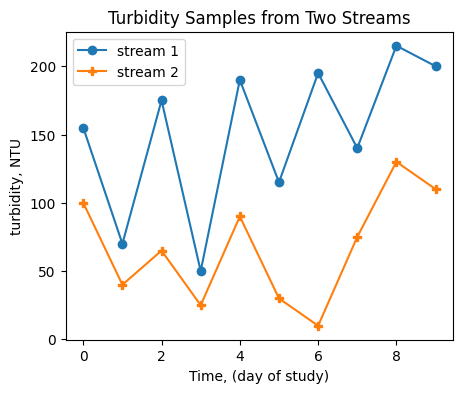 Turbidity Samples from Two Streams
stream 1
stream 2
turbidity, NTU
200
150
100
50
0
0 2 4 6 8
Time, (day of study)